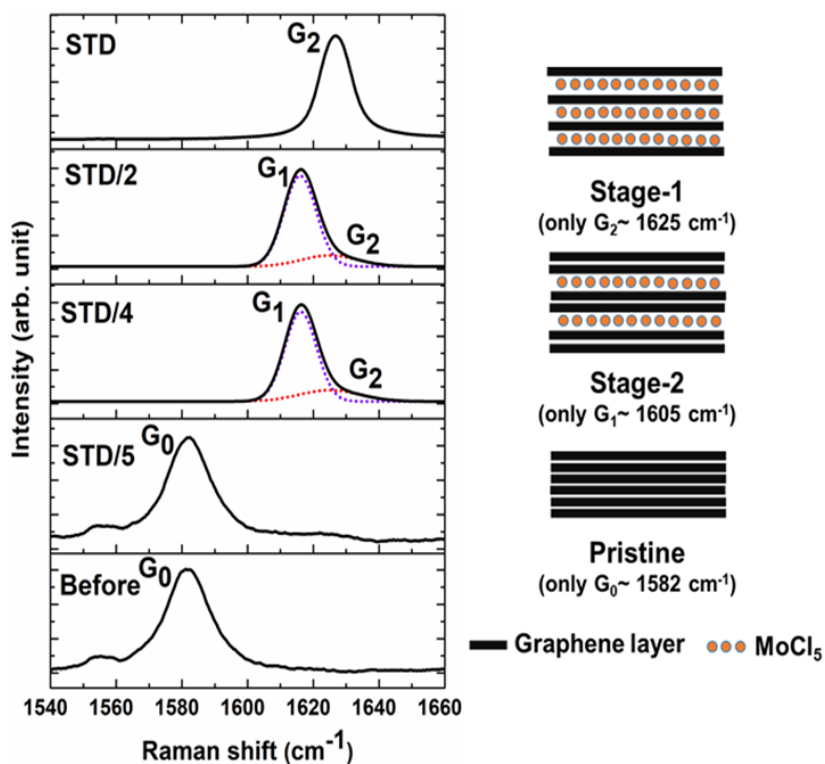 STD
G₂
STD/2
G₁
G₂
STD/4
G₁
G₂
STD/5
G₀
Before
G₀
Intensity (arb. unit)
1540 1560 1580 1600 1620 1640 1660
Raman shift (cm⁻¹)
Stage-1
(only G₂~ 1625 cm⁻¹)
Stage-2
(only G₁~ 1605 cm⁻¹)
Pristine
(only G₀~ 1582 cm⁻¹)
Graphene layer
MoCl₅